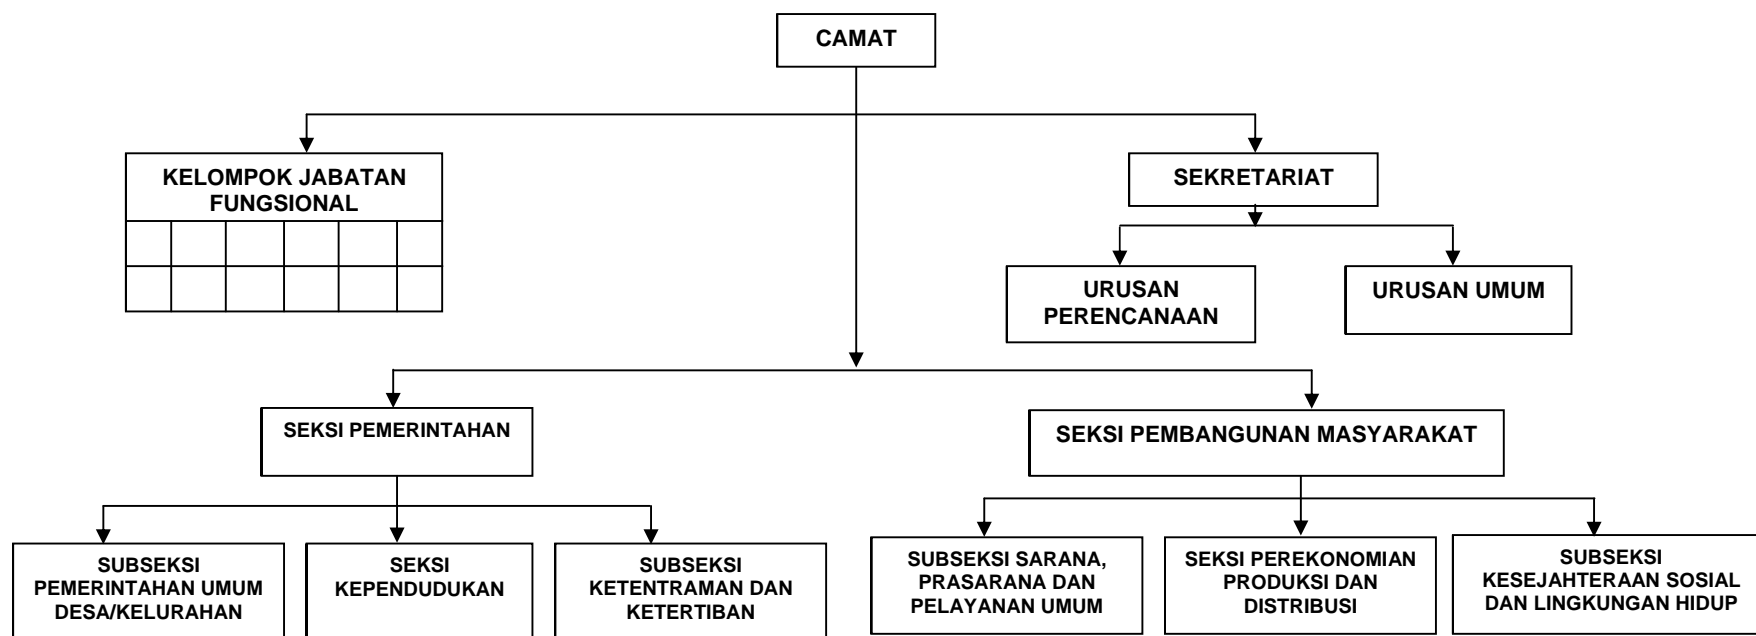 CAMAT
KELOMPOK JABATAN
FUNGSIONAL
SEKRETARIAT
URUSAN
PERENCANAAN
URUSAN UMUM
SEKSI PEMERINTAHAN
SEKSI PEMBANGUNAN MASYARAKAT
SUBSEKSI
PEMERINTAHAN UMUM
DESA/KELURAHAN
SEKSI
KEPENDUDUKAN
SUBSEKSI
KETENTRAMAN DAN
KETERTIBAN
SUBSEKSI SARANA,
PRASARANA DAN
PELAYANAN UMUM
SEKSI PEREKONOMIAN
PRODUKSI DAN
DISTRIBUSI
SUBSEKSI
KESEJAHTERAAN SOSIAL
DAN LINGKUNGAN HIDUP